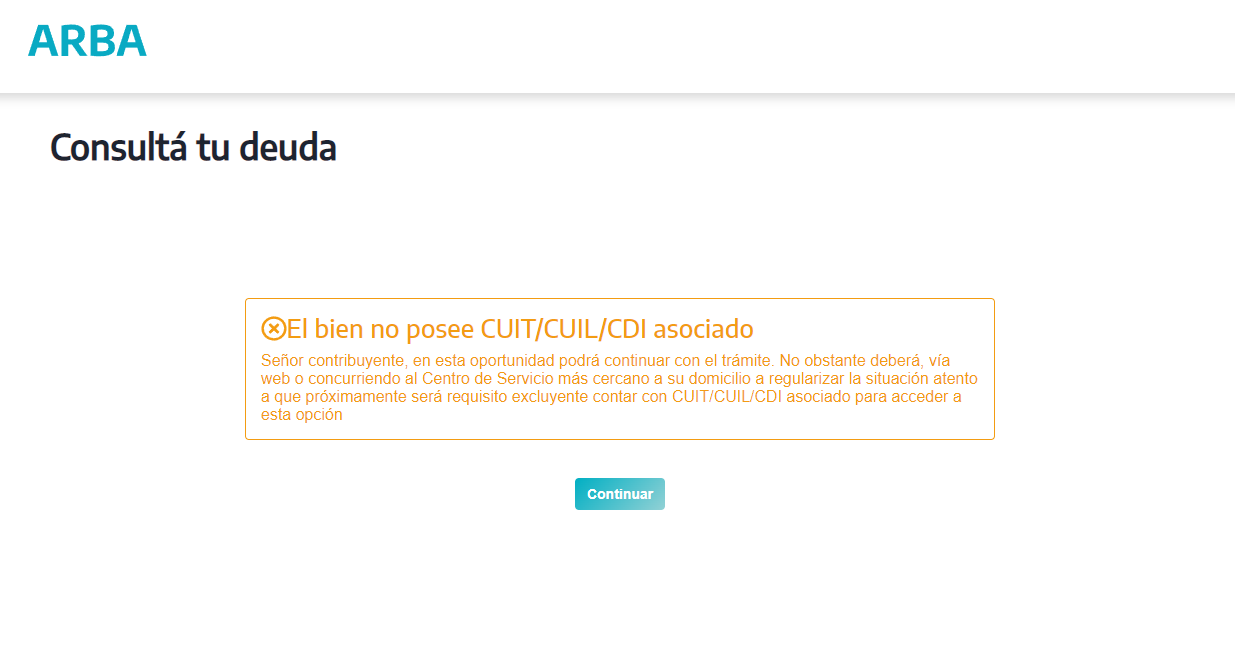 ARBA
Consultá tu deuda
El bien no posee CUIT/CUIL/CDI asociado
Señor contribuyente, en esta oportunidad podrá continuar con el trámite. No obstante deberá, vía
web o concurriendo al Centro de Servicio más cercano a su domicilio a regularizar la situación atento
a que próximamente será requisito excluyente contar con CUIT/CUIL/CDI asociado para acceder a
esta opción
Continuar